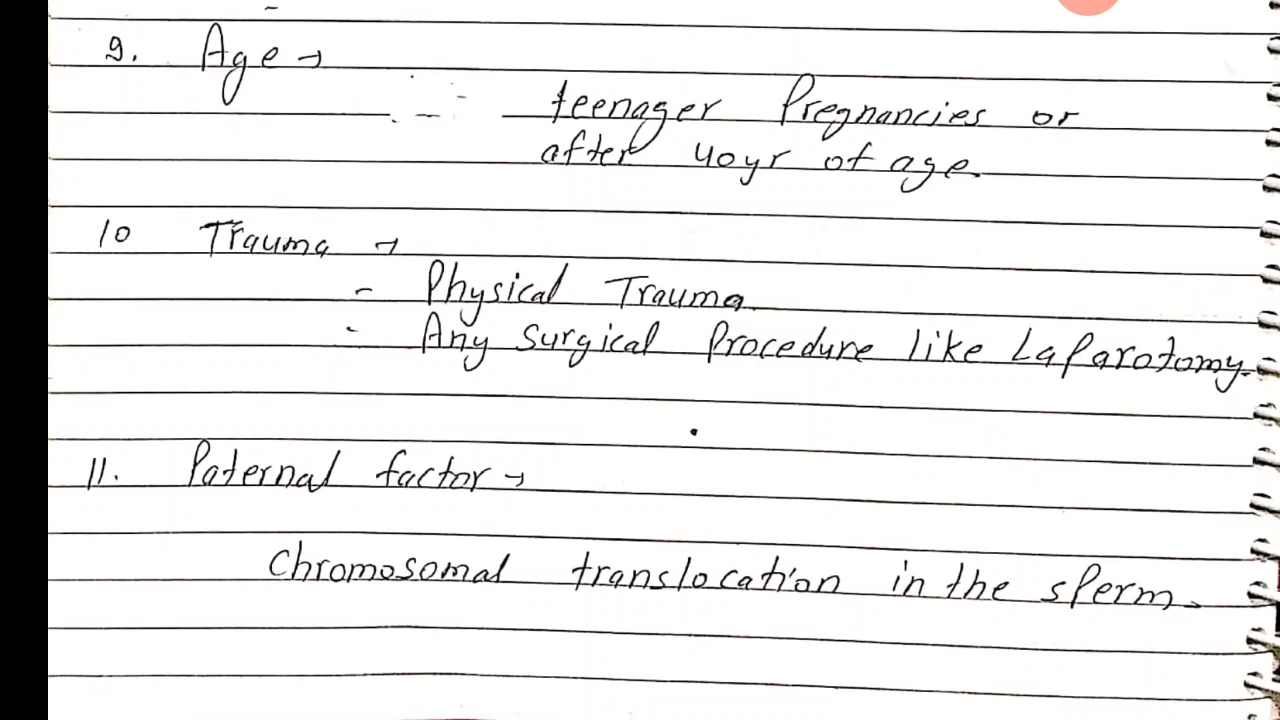 9. Age →
teenager Pregnancies or
after 40yr of age.
10 Trauma →
- Physical Trauma.
- Any surgical Procedure like Laparotomy.
11. Paternal factor →
Chromosomal translocation in the sperm.